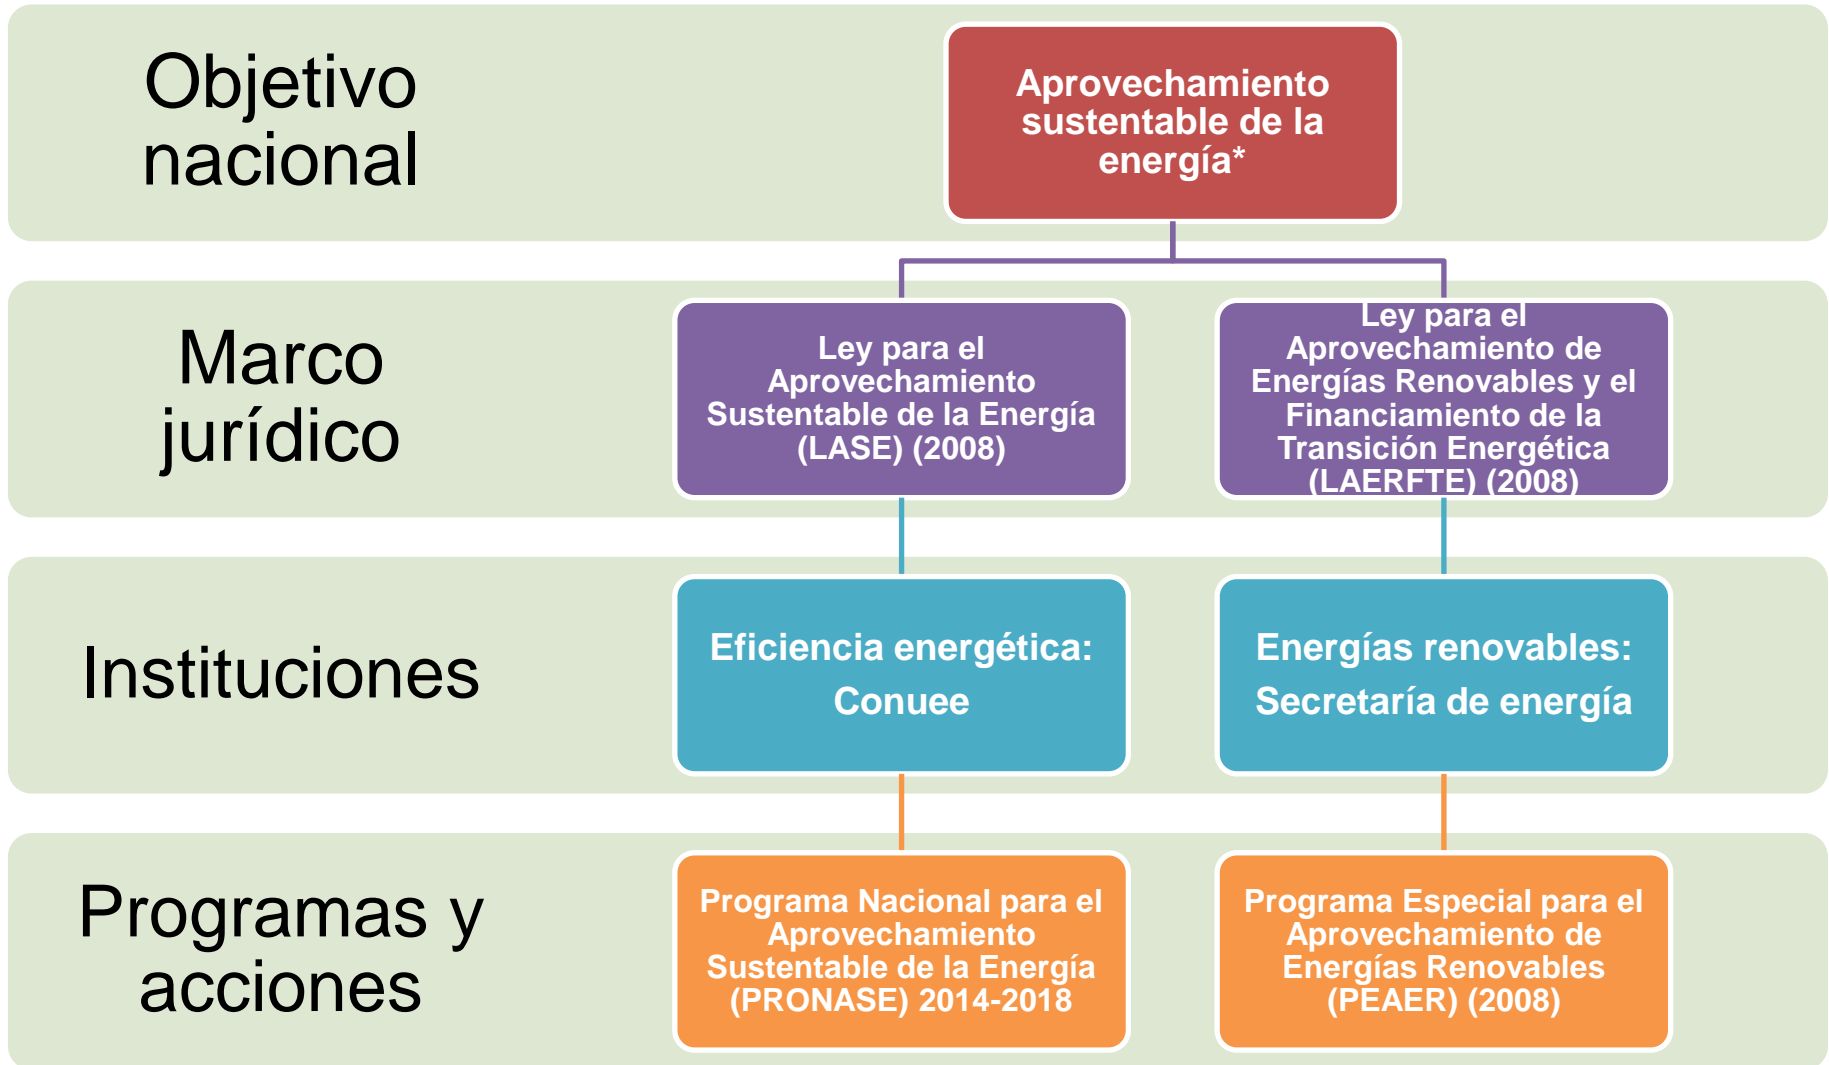 Objetivo
nacional
Aprovechamiento
sustentable de la
energía*
Marco
jurídico
Ley para el
Aprovechamiento
Sustentable de la Energía
(LASE) (2008)
Ley para el
Aprovechamiento de
Energías Renovables y el
Financiamiento de la
Transición Energética
(LAERFTE) (2008)
Instituciones
Eficiencia energética:
Conuee
Energías renovables:
Secretaría de energía
Programas y
acciones
Programa Nacional para el
Aprovechamiento
Sustentable de la Energía
(PRONASE) 2014-2018
Programa Especial para el
Aprovechamiento de
Energías Renovables
(PEAER) (2008)